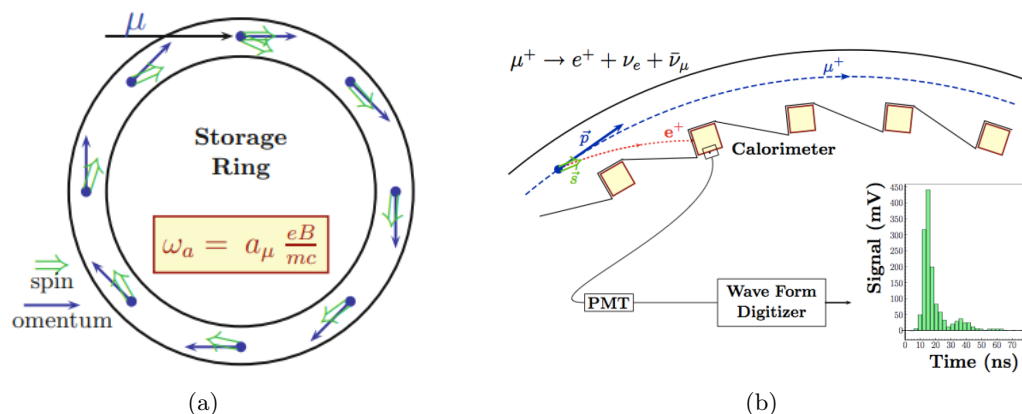 μ
Storage
Ring
ω_a = a_μ eB/mc
spin
omentum
(a)
μ⁺ → e⁺ + ν_e + ν̄_μ
μ⁺
p⃗
e⁺
s⃗
Calorimeter
PMT
Wave Form
Digitizer
Signal (mV)
450
400
350
300
250
200
150
100
50
0
0 10 20 30 40 50 60 70
Time (ns)
(b)